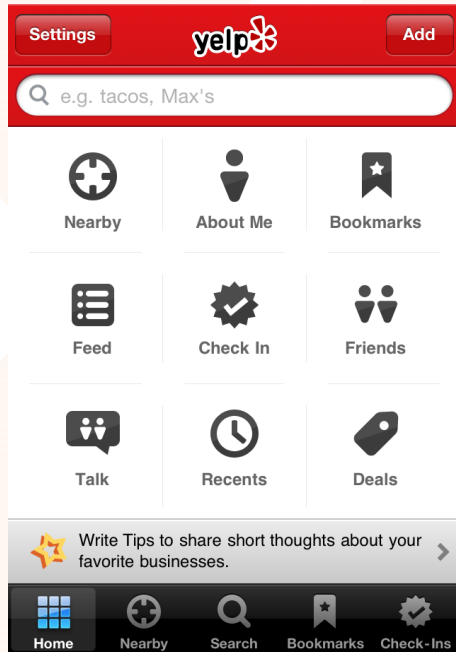 Settings
yelp
Add
e.g. tacos, Max's
Nearby
About Me
Bookmarks
Feed
Check In
Friends
Talk
Recents
Deals
Write Tips to share short thoughts about your
favorite businesses.
Home
Nearby
Search
Bookmarks
Check-Ins